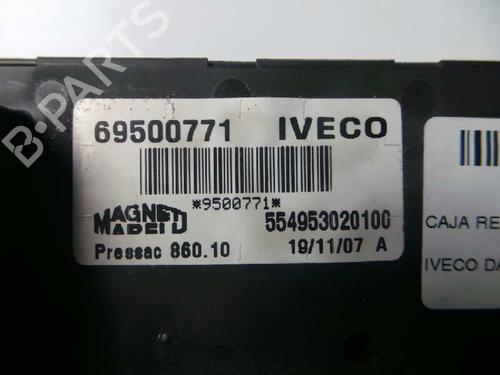 B-PARTS
69500771 IVECO
*9500771*
MAGNETI
MARELLI
554953020100
Pressac 860.10
19/11/07 A
CAJA RE
IVECO DA